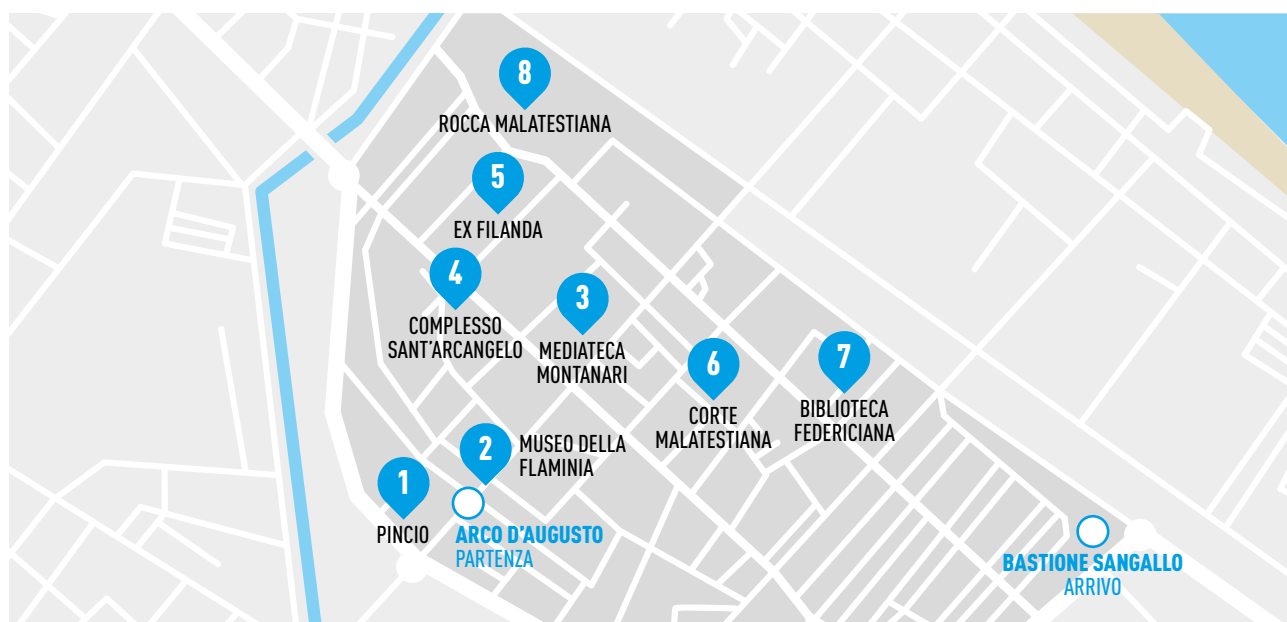 8
ROCCA MALATESTIANA
5
EX FILANDA
4
COMPLESSO
SANT'ARCANGELO
3
MEDIATECA
MONTANARI
6
CORTE
MALATESTIANA
7
BIBLIOTECA
FEDERICIANA
2
MUSEO DELLA
FLAMINIA
1
PINCIO
ARCO D'AUGUSTO
PARTENZA
BASTIONE SANGALLO
ARRIVO